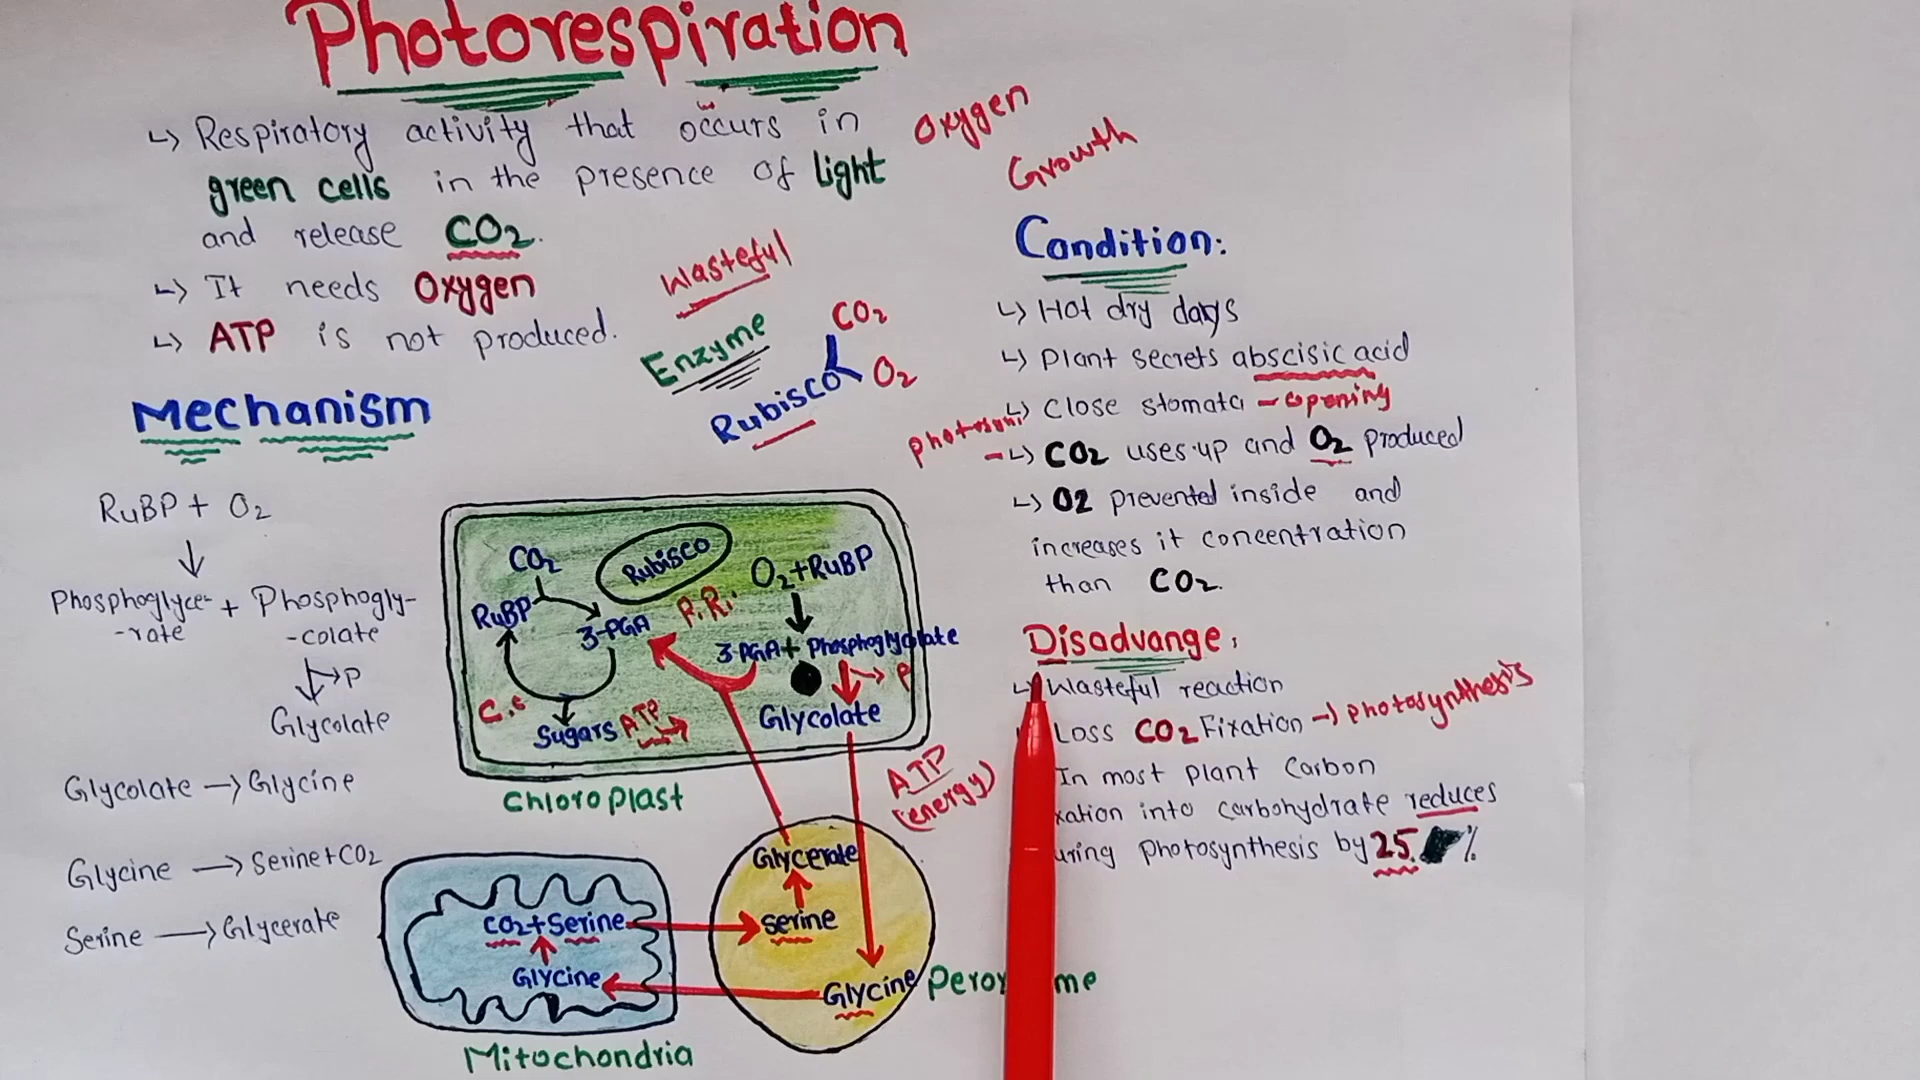 Photorespiration
↳ Respiratory activity that occurs in
green cells in the presence of light
and release CO2.
↳ It needs Oxygen
↳ ATP is not produced.
Oxygen
Growth
Wasteful
Enzyme
Rubisco
CO2
O2
Mechanism
RuBP + O2
Phosphoglyce- + Phosphogly-
-rate -colate
P
Glycolate
Glycolate → Glycine
Glycine → Serine+CO2
Serine → Glycerate
CO2
Rubisco
O2+RuBP
RuBP
3-PGA
P.R.
3-PGA+ Phosphoglycolate
P
C.c
Sugars ATP
Glycolate
Chloroplast
ATP
(energy)
Glycerate
Serine
Glycine
CO2+Serine
Glycine
Mitochondria
Condition:
↳ Hot dry days
↳ Plant secrets abscisic acid
↳ Close stomata - opening
↳ CO2 uses up and O2 produced
↳ O2 prevented inside and
increases it concentration
than CO2.
Disadvange:
↳ Wasteful reaction
Loss CO2 Fixation → photosynthesis
In most plant Carbon
into carbohydrate reduces
photosynthesis by 25. %